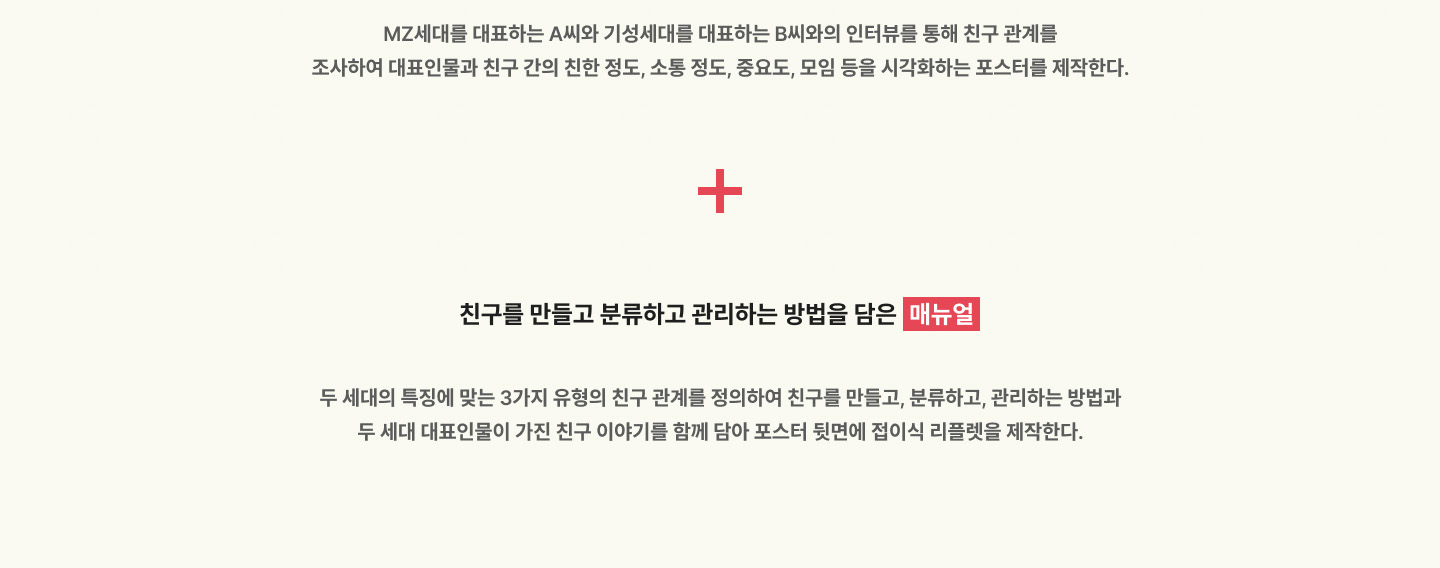 MZ세대를 대표하는 A씨와 기성세대를 대표하는 B씨와의 인터뷰를 통해 친구 관계를
조사하여 대표인물과 친구 간의 친한 정도, 소통 정도, 중요도, 모임 등을 시각화하는 포스터를 제작한다.
친구를 만들고 분류하고 관리하는 방법을 담은 매뉴얼
두 세대의 특징에 맞는 3가지 유형의 친구 관계를 정의하여 친구를 만들고, 분류하고, 관리하는 방법과
두 세대 대표인물이 가진 친구 이야기를 함께 담아 포스터 뒷면에 접이식 리플렛을 제작한다.